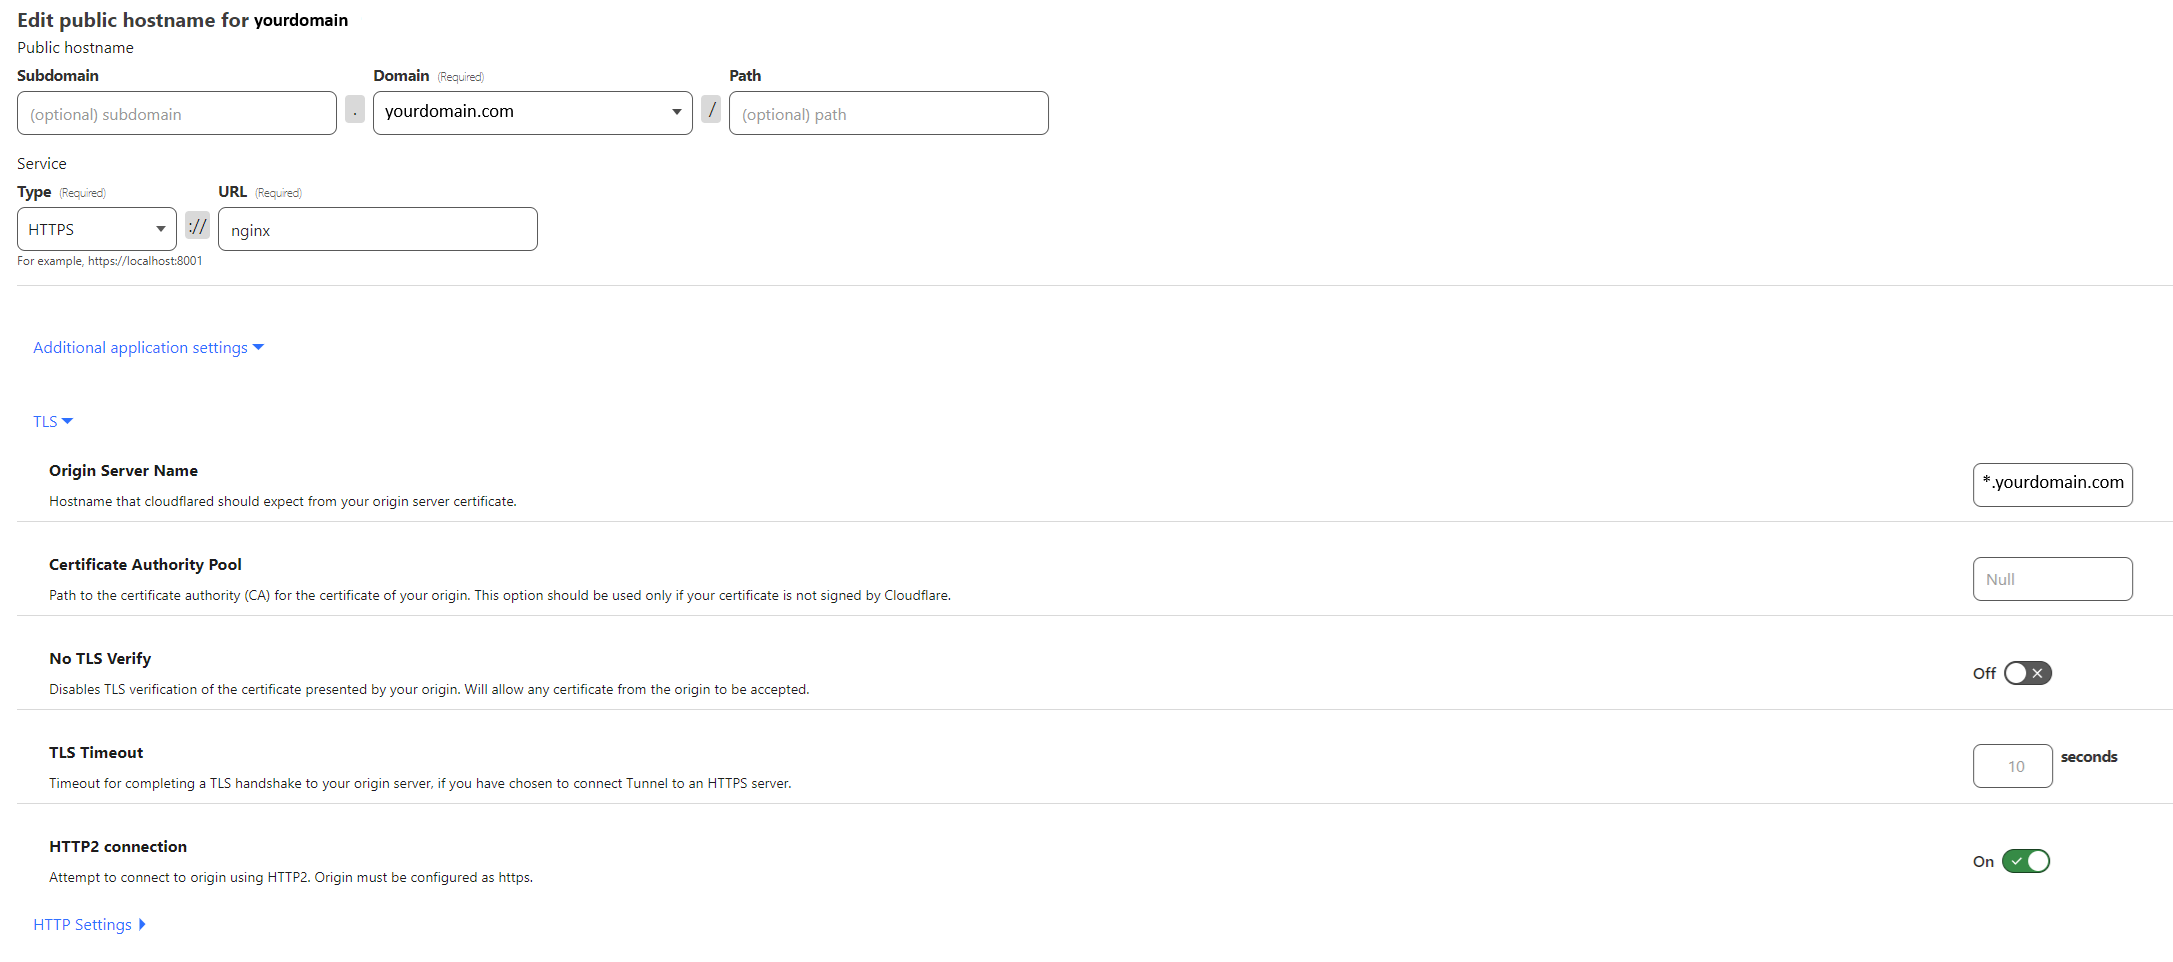 Edit public hostname for yourdomain
Public hostname
Subdomain Domain (Required) Path
(optional) subdomain . yourdomain.com / (optional) path
Service
Type (Required) URL (Required)
HTTPS :// nginx
For example, https://localhost:8001
Additional application settings
TLS
Origin Server Name
Hostname that cloudflared should expect from your origin server certificate.
*.yourdomain.com
Certificate Authority Pool
Path to the certificate authority (CA) for the certificate of your origin. This option should be used only if your certificate is not signed by Cloudflare.
Null
No TLS Verify
Disables TLS verification of the certificate presented by your origin. Will allow any certificate from the origin to be accepted.
Off
TLS Timeout
Timeout for completing a TLS handshake to your origin server, if you have chosen to connect Tunnel to an HTTPS server.
10 seconds
HTTP2 connection
Attempt to connect to origin using HTTP2. Origin must be configured as https.
On
HTTP Settings